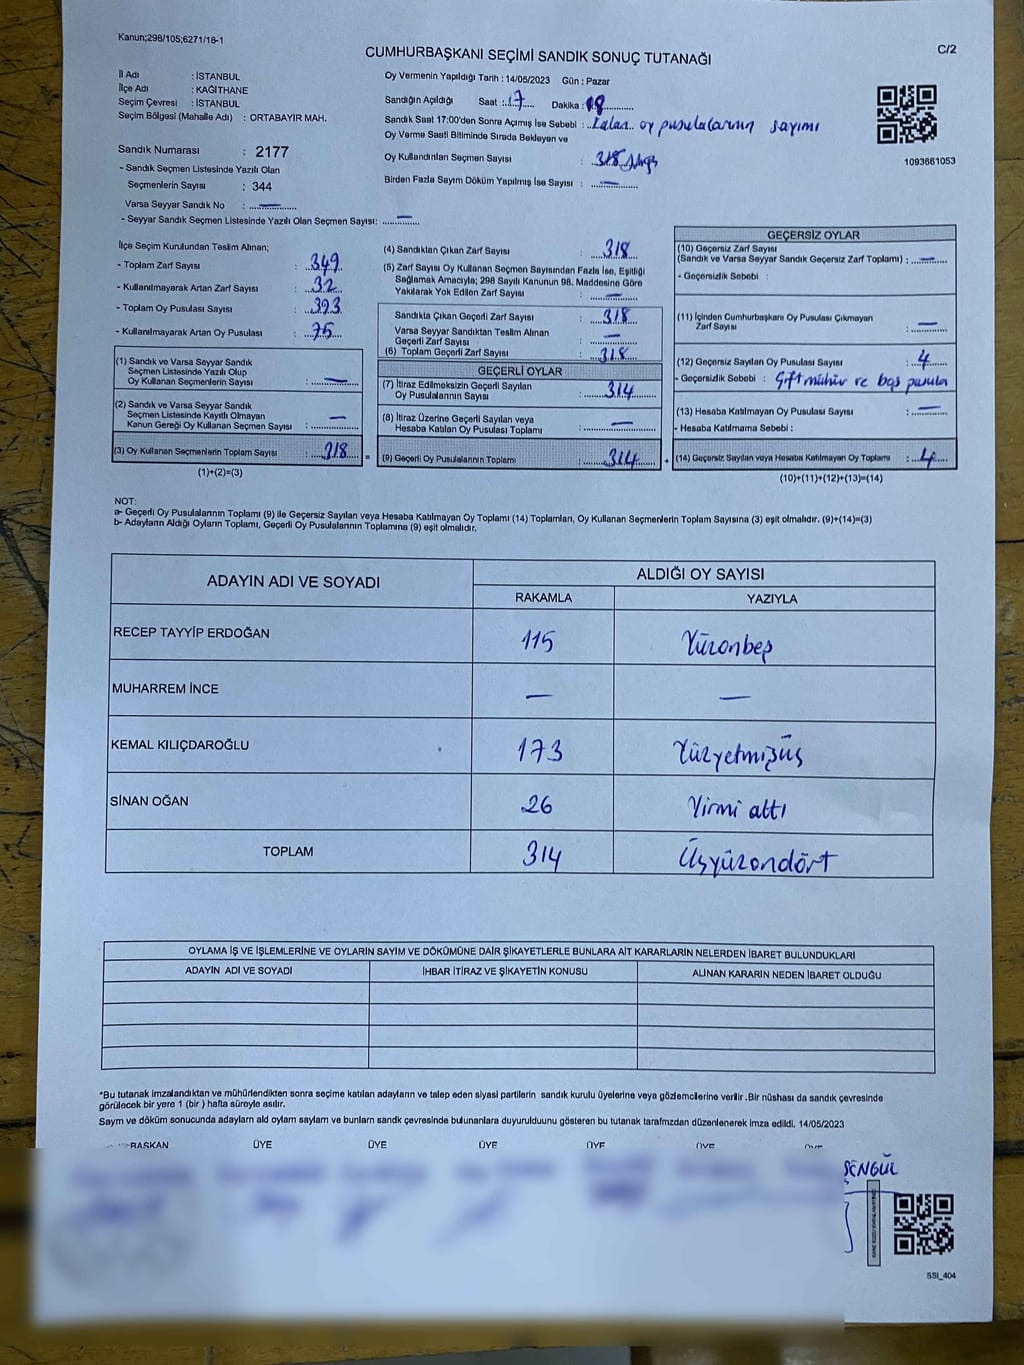 Kanun;298/105;6271/18-1
C/2
CUMHURBAŞKANI SEÇİMİ SANDIK SONUÇ TUTANAĞI
İl Adı : İSTANBUL
İlçe Adı : KAĞITHANE
Seçim Çevresi : İSTANBUL
Seçim Bölgesi (Mahalle Adı) : ORTABAYIR MAH.
Sandık Numarası : 2177
- Sandık Seçmen Listesinde Yazılı Olan
Seçmenlerin Sayısı : 344
Varsa Seyyar Sandık No : —
- Seyyar Sandık Seçmen Listesinde Yazılı Olan Seçmen Sayısı: —
Oy Vermenin Yapıldığı Tarih : 14/05/2023 Gün : Pazar
Sandığın Açıldığı Saat : 17 Dakika : 18
Sandık Saat 17:00'den Sonra Açımış İse Sebebi : Kalan oy pusulalarının sayımı
Oy Verme Saati Bitiminde Sırada Bekleyen ve
Oy Kullandırılan Seçmen Sayısı : 318
Birden Fazla Sayım Döküm Yapılmış İse Sayısı : —
1093661053
İlçe Seçim Kurulundan Teslim Alınan;
- Toplam Zarf Sayısı : 349
- Kullanılmayarak Artan Zarf Sayısı : 32
- Toplam Oy Pusulası Sayısı : 393
- Kullanılmayarak Artan Oy Pusulası : 75
(1) Sandık ve Varsa Seyyar Sandık
Seçmen Listesinde Yazılı Olup
Oy Kullanan Seçmenlerin Sayısı : —
(2) Sandık ve Varsa Seyyar Sandık
Seçmen Listesinde Kayıtlı Olmayan
Kanun Gereği Oy Kullanan Seçmen Sayısı : —
(3) Oy Kullanan Seçmenlerin Toplam Sayısı : 318 =
(1)+(2)=(3)
(4) Sandıktan Çıkan Zarf Sayısı : 318
(5) Zarf Sayısı Oy Kullanan Seçmen Sayısından Fazla İse, Eşitliği
Sağlamak Amacıyla; 298 Sayılı Kanunun 98. Maddesine Göre
Yakılarak Yok Edilen Zarf Sayısı : —
Sandıkta Çıkan Geçerli Zarf Sayısı : 318
Varsa Seyyar Sandıktan Teslim Alınan
Geçerli Zarf Sayısı : —
(6) Toplam Geçerli Zarf Sayısı : 318
GEÇERLİ OYLAR
(7) İtiraz Edilmeksizin Geçerli Sayılan
Oy Pusulalarının Sayısı : 314
(8) İtiraz Üzerine Geçerli Sayılan veya
Hesaba Katılan Oy Pusulası Toplamı : —
(9) Geçerli Oy Pusulalarının Toplamı : 314 +
GEÇERSİZ OYLAR
(10) Geçersiz Zarf Sayısı
(Sandık ve Varsa Seyyar Sandık Geçersiz Zarf Toplamı) : —
- Geçersizlik Sebebi :
(11) İçinden Cumhurbaşkanı Oy Pusulası Çıkmayan
Zarf Sayısı : —
(12) Geçersiz Sayılan Oy Pusulası Sayısı : 4
- Geçersizlik Sebebi : Çift mühür ve boş pusula
(13) Hesaba Katılmayan Oy Pusulası Sayısı : —
- Hesaba Katılmama Sebebi :
(14) Geçersiz Sayılan veya Hesaba Katılmayan Oy Toplamı : 4
(10)+(11)+(12)+(13)=(14)
NOT:
a- Geçerli Oy Pusulalarının Toplamı (9) ile Geçersiz Sayılan veya Hesaba Katılmayan Oy Toplamı (14) Toplamları, Oy Kullanan Seçmenlerin Toplam Sayısına (3) eşit olmalıdır. (9)+(14)=(3)
b- Adayların Aldığı Oyların Toplamı, Geçerli Oy Pusulalarının Toplamına (9) eşit olmalıdır.
ADAYIN ADI VE SOYADI ALDIĞI OY SAYISI
RAKAMLA YAZIYLA
RECEP TAYYİP ERDOĞAN 115 Yüzonbeş
MUHARREM İNCE — —
KEMAL KILIÇDAROĞLU 173 Yüzyetmişüç
SİNAN OĞAN 26 Yirmi altı
TOPLAM 314 Üçyüzondört
OYLAMA İŞ VE İŞLEMLERİNE VE OYLARIN SAYIM VE DÖKÜMÜNE DAİR ŞİKAYETLERLE BUNLARA AİT KARARLARIN NELERDEN İBARET BULUNDUKLARI
ADAYIN ADI VE SOYADI İHBAR İTİRAZ VE ŞİKAYETİN KONUSU ALINAN KARARIN NEDEN İBARET OLDUĞU
*Bu tutanak imzalandıktan ve mühürlendikten sonra seçime katılan adayların ve talep eden siyasi partilerin sandık kurulu üyelerine veya gözlemcilerine verilir .Bir nüshası da sandık çevresinde
görülecek bir yere 1 (bir ) hafta süreyle asılır.
Sayım ve döküm sonucunda adayların ald oyların sayları ve bunların sandk çevresinde bulunanlara duyurulduunu gösteren bu tutanak tarafmzdan düzenlenerek imza edildi. 14/05/2023
BAŞKAN ÜYE ÜYE ÜYE ÜYE ÜYE
ŞENGÜL
SSI_404